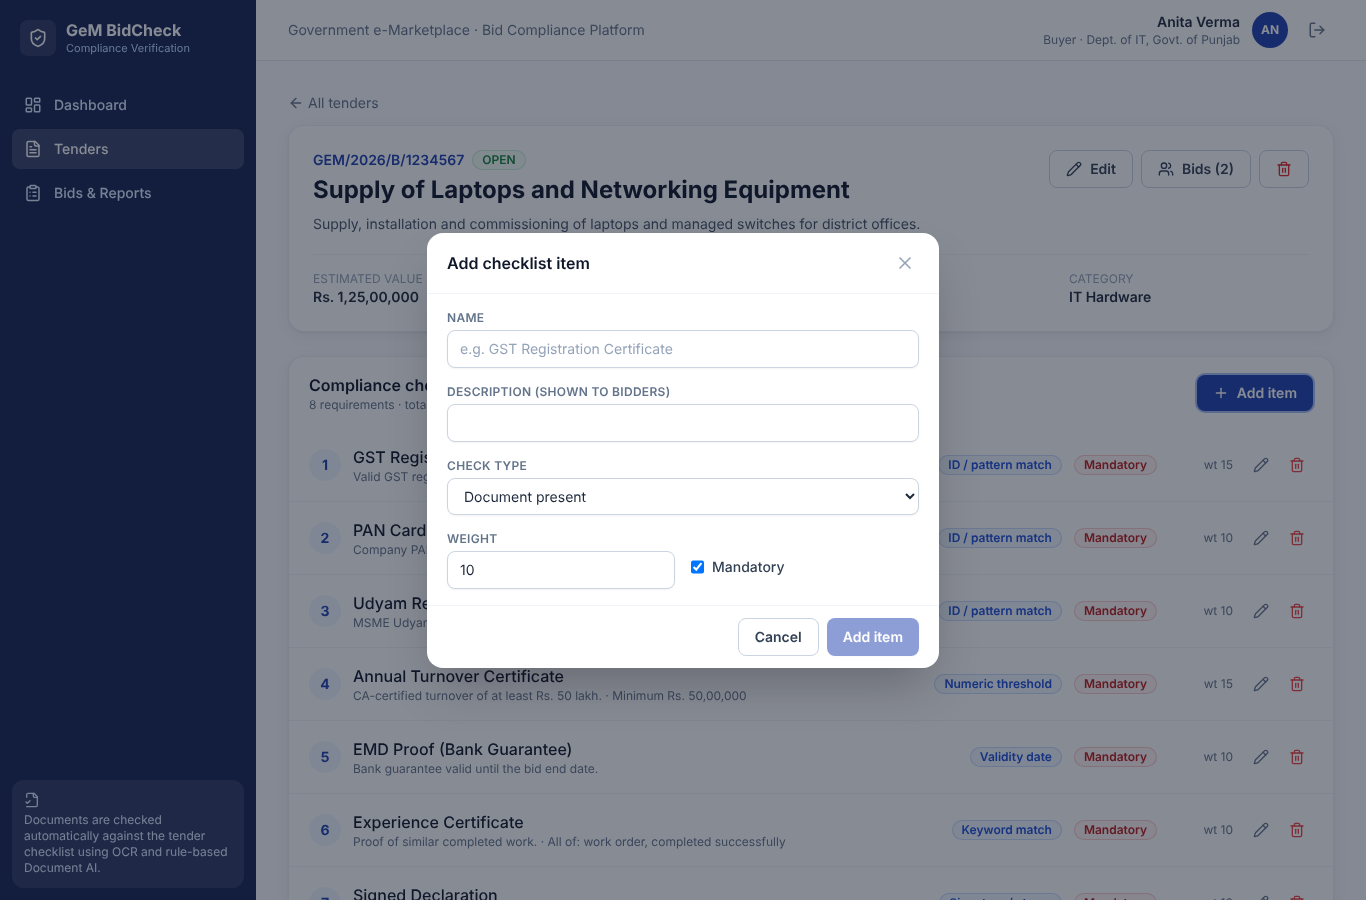 GeM BidCheck
Compliance Verification
Dashboard
Tenders
Bids & Reports
Documents are checked
automatically against the tender
checklist using OCR and rule-based
Document AI.
Government e-Marketplace · Bid Compliance Platform
Anita Verma
Buyer · Dept. of IT, Govt. of Punjab
AN
All tenders
GEM/2026/B/1234567 OPEN
Supply of Laptops and Networking Equipment
Supply, installation and commissioning of laptops and managed switches for district offices.
Edit
Bids (2)
ESTIMATED VALUE
Rs. 1,25,00,000
CATEGORY
IT Hardware
Compliance
8 requirements ·
Add item
Add checklist item
NAME
e.g. GST Registration Certificate
DESCRIPTION (SHOWN TO BIDDERS)
CHECK TYPE
Document present
WEIGHT
10
Mandatory
Cancel
Add item
1 GST ID / pattern match Mandatory wt 15
Valid GST
2 PAN Card ID / pattern match Mandatory wt 10
Company
3 Udyam ID / pattern match Mandatory wt 10
MSME
4 Annual Turnover Certificate Numeric threshold Mandatory wt 15
CA-certified turnover of at least Rs. 50 lakh. · Minimum Rs. 50,00,000
5 EMD Proof (Bank Guarantee) Validity date Mandatory wt 10
Bank guarantee valid until the bid end date.
6 Experience Certificate Keyword match Mandatory wt 10
Proof of similar completed work. · All of: work order, completed successfully
Signed Declaration